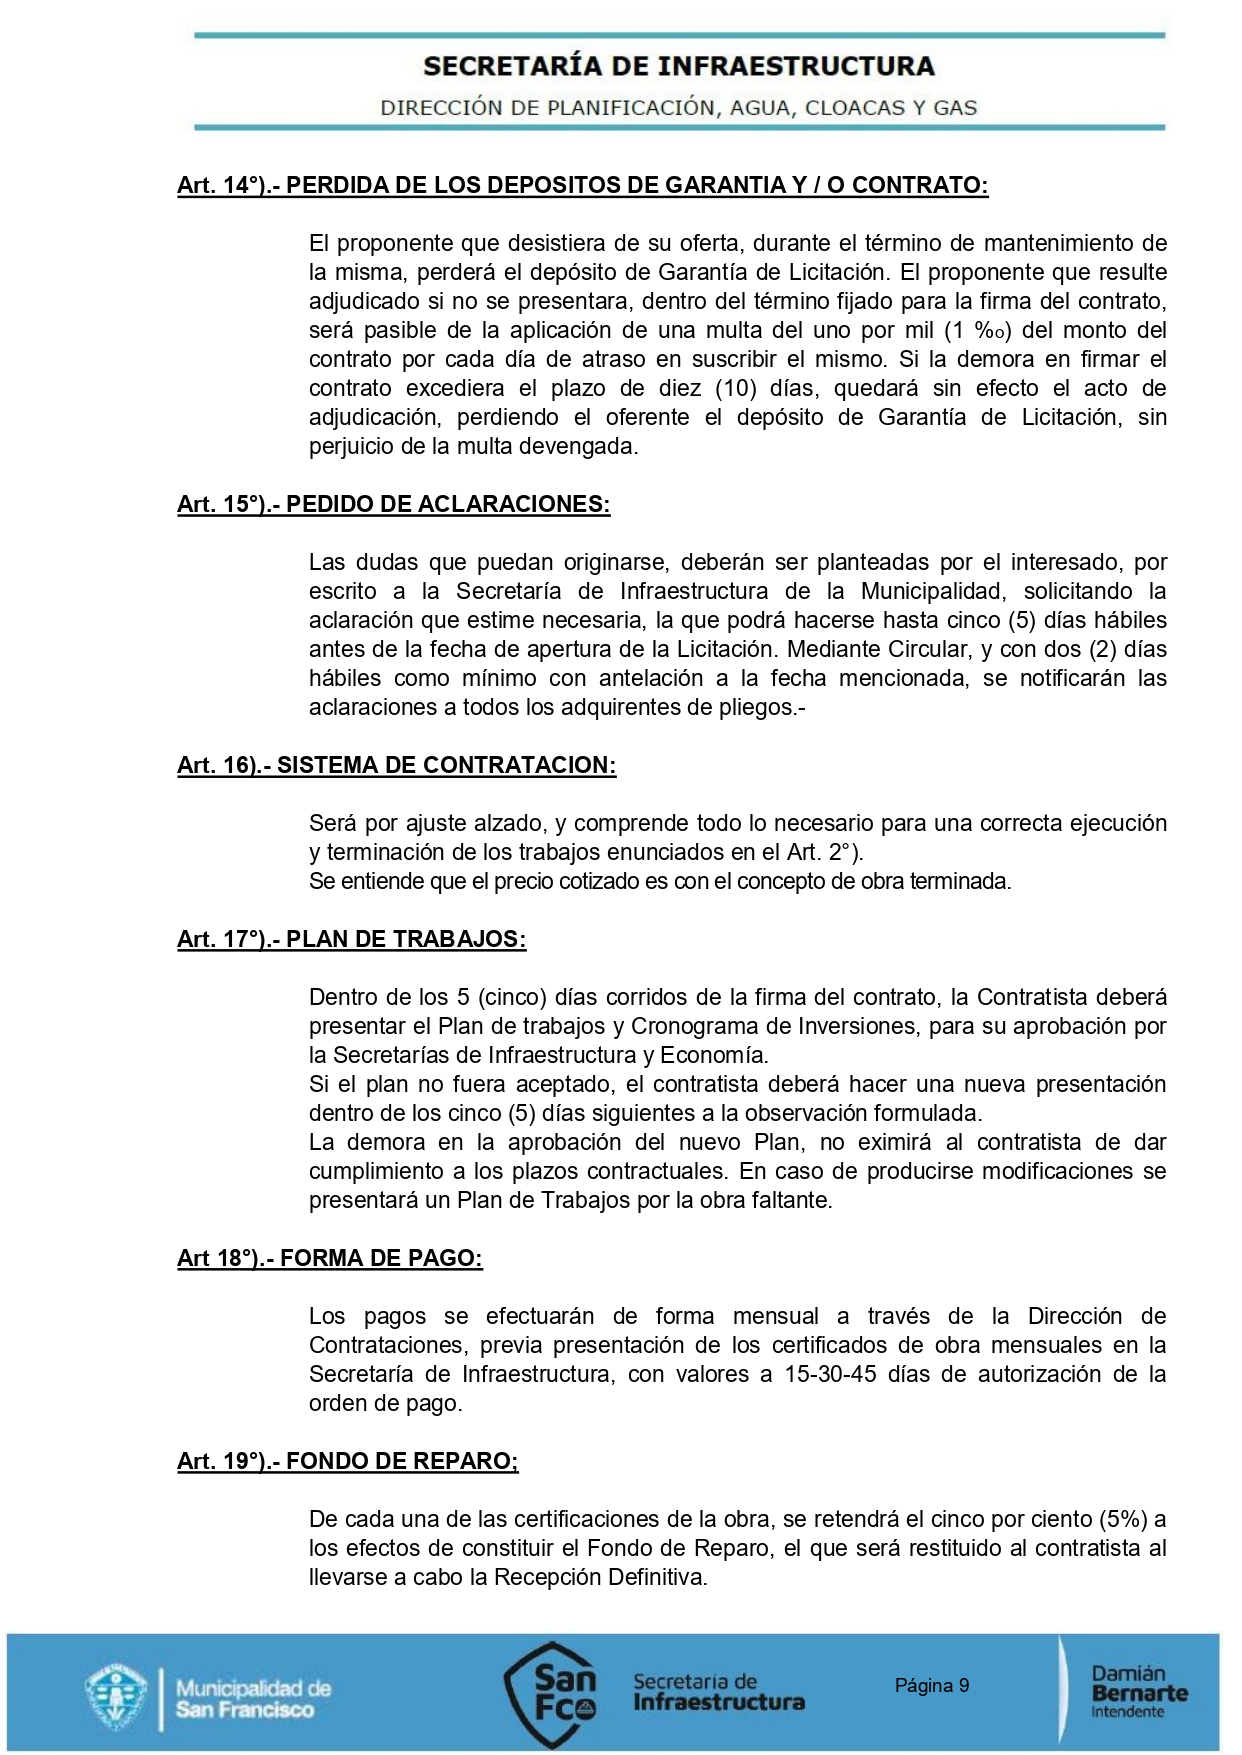 SECRETARÍA DE INFRAESTRUCTURA
DIRECCIÓN DE PLANIFICACIÓN, AGUA, CLOACAS Y GAS
Art. 14°).- PERDIDA DE LOS DEPOSITOS DE GARANTIA Y / O CONTRATO:
El proponente que desistiera de su oferta, durante el término de mantenimiento de
la misma, perderá el depósito de Garantía de Licitación. El proponente que resulte
adjudicado si no se presentara, dentro del término fijado para la firma del contrato,
será pasible de la aplicación de una multa del uno por mil (1 %o) del monto del
contrato por cada día de atraso en suscribir el mismo. Si la demora en firmar el
contrato excediera el plazo de diez (10) días, quedará sin efecto el acto de
adjudicación, perdiendo el oferente el depósito de Garantía de Licitación, sin
perjuicio de la multa devengada.
Art. 15°).- PEDIDO DE ACLARACIONES:
Las dudas que puedan originarse, deberán ser planteadas por el interesado, por
escrito a la Secretaría de Infraestructura de la Municipalidad, solicitando la
aclaración que estime necesaria, la que podrá hacerse hasta cinco (5) días hábiles
antes de la fecha de apertura de la Licitación. Mediante Circular, y con dos (2) días
hábiles como mínimo con antelación a la fecha mencionada, se notificarán las
aclaraciones a todos los adquirentes de pliegos.-
Art. 16).- SISTEMA DE CONTRATACION:
Será por ajuste alzado, y comprende todo lo necesario para una correcta ejecución
y terminación de los trabajos enunciados en el Art. 2°).
Se entiende que el precio cotizado es con el concepto de obra terminada.
Art. 17°).- PLAN DE TRABAJOS:
Dentro de los 5 (cinco) días corridos de la firma del contrato, la Contratista deberá
presentar el Plan de trabajos y Cronograma de Inversiones, para su aprobación por
la Secretarías de Infraestructura y Economía.
Si el plan no fuera aceptado, el contratista deberá hacer una nueva presentación
dentro de los cinco (5) días siguientes a la observación formulada.
La demora en la aprobación del nuevo Plan, no eximirá al contratista de dar
cumplimiento a los plazos contractuales. En caso de producirse modificaciones se
presentará un Plan de Trabajos por la obra faltante.
Art 18°).- FORMA DE PAGO:
Los pagos se efectuarán de forma mensual a través de la Dirección de
Contrataciones, previa presentación de los certificados de obra mensuales en la
Secretaría de Infraestructura, con valores a 15-30-45 días de autorización de la
orden de pago.
Art. 19°).- FONDO DE REPARO;
De cada una de las certificaciones de la obra, se retendrá el cinco por ciento (5%) a
los efectos de constituir el Fondo de Reparo, el que será restituido al contratista al
llevarse a cabo la Recepción Definitiva.
Municipalidad de
San Francisco
San
Fco
Secretaría de
Infraestructura
Página 9
Damián
Bernarte
Intendente